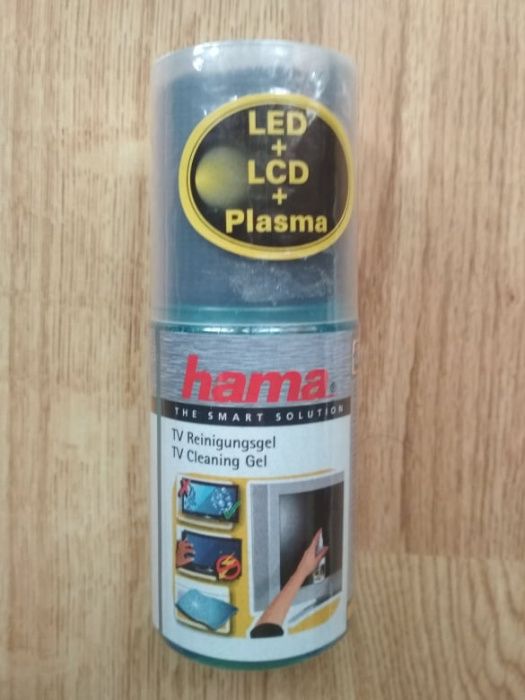 LED
+
LCD
+
Plasma
hama
THE SMART SOLUTION
TV Reinigungsgel
TV Cleaning Gel